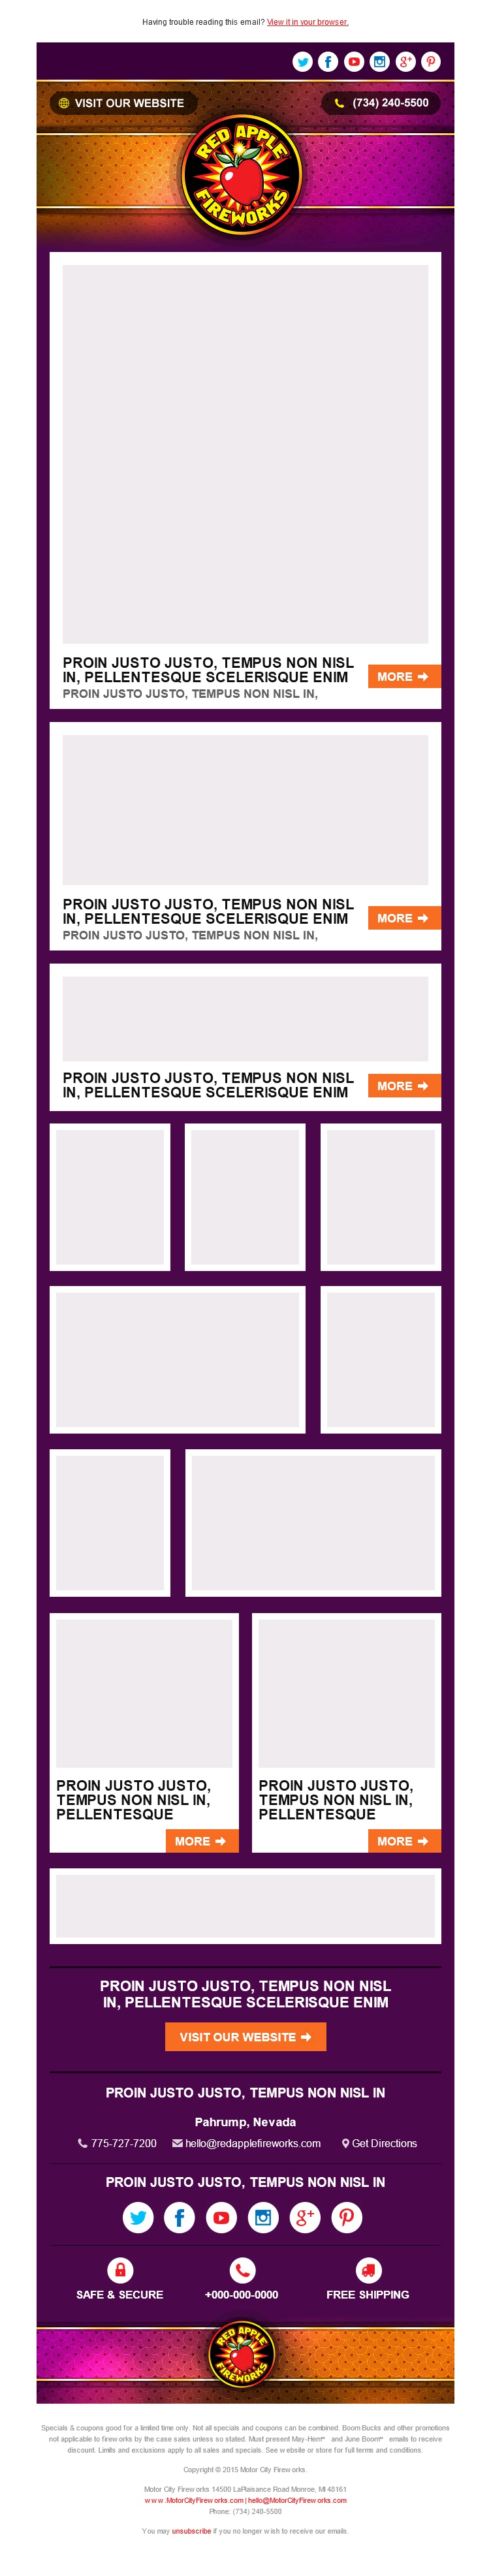 Having trouble reading this email? View it in your browser.
VISIT OUR WEBSITE
(734) 240-5500
RED APPLE
FIREWORKS
PROIN JUSTO JUSTO, TEMPUS NON NISL
IN, PELLENTESQUE SCELERISQUE ENIM
PROIN JUSTO JUSTO, TEMPUS NON NISL IN,
MORE
PROIN JUSTO JUSTO, TEMPUS NON NISL
IN, PELLENTESQUE SCELERISQUE ENIM
PROIN JUSTO JUSTO, TEMPUS NON NISL IN,
MORE
PROIN JUSTO JUSTO, TEMPUS NON NISL
IN, PELLENTESQUE SCELERISQUE ENIM
MORE
PROIN JUSTO JUSTO,
TEMPUS NON NISL IN,
PELLENTESQUE
MORE
PROIN JUSTO JUSTO,
TEMPUS NON NISL IN,
PELLENTESQUE
MORE
PROIN JUSTO JUSTO, TEMPUS NON NISL
IN, PELLENTESQUE SCELERISQUE ENIM
VISIT OUR WEBSITE
PROIN JUSTO JUSTO, TEMPUS NON NISL IN
Pahrump, Nevada
775-727-7200 hello@redapplefireworks.com Get Directions
PROIN JUSTO JUSTO, TEMPUS NON NISL IN
SAFE & SECURE
+000-000-0000
FREE SHIPPING
RED APPLE
FIREWORKS
Specials & coupons good for a limited time only. Not all specials and coupons can be combined. Boom Bucks and other promotions
not applicable to fireworks by the case sales unless so stated. Must present May-Hem℠ and June Boom℠ emails to receive
discount. Limits and exclusions apply to all sales and specials. See website or store for full terms and conditions.
Copyright © 2015 Motor City Fireworks.
Motor City Fireworks 14500 LaPlaisance Road Monroe, MI 48161
www.MotorCityFireworks.com | hello@MotorCityFireworks.com
Phone: (734) 240-5500
You may unsubscribe if you no longer wish to receive our emails.